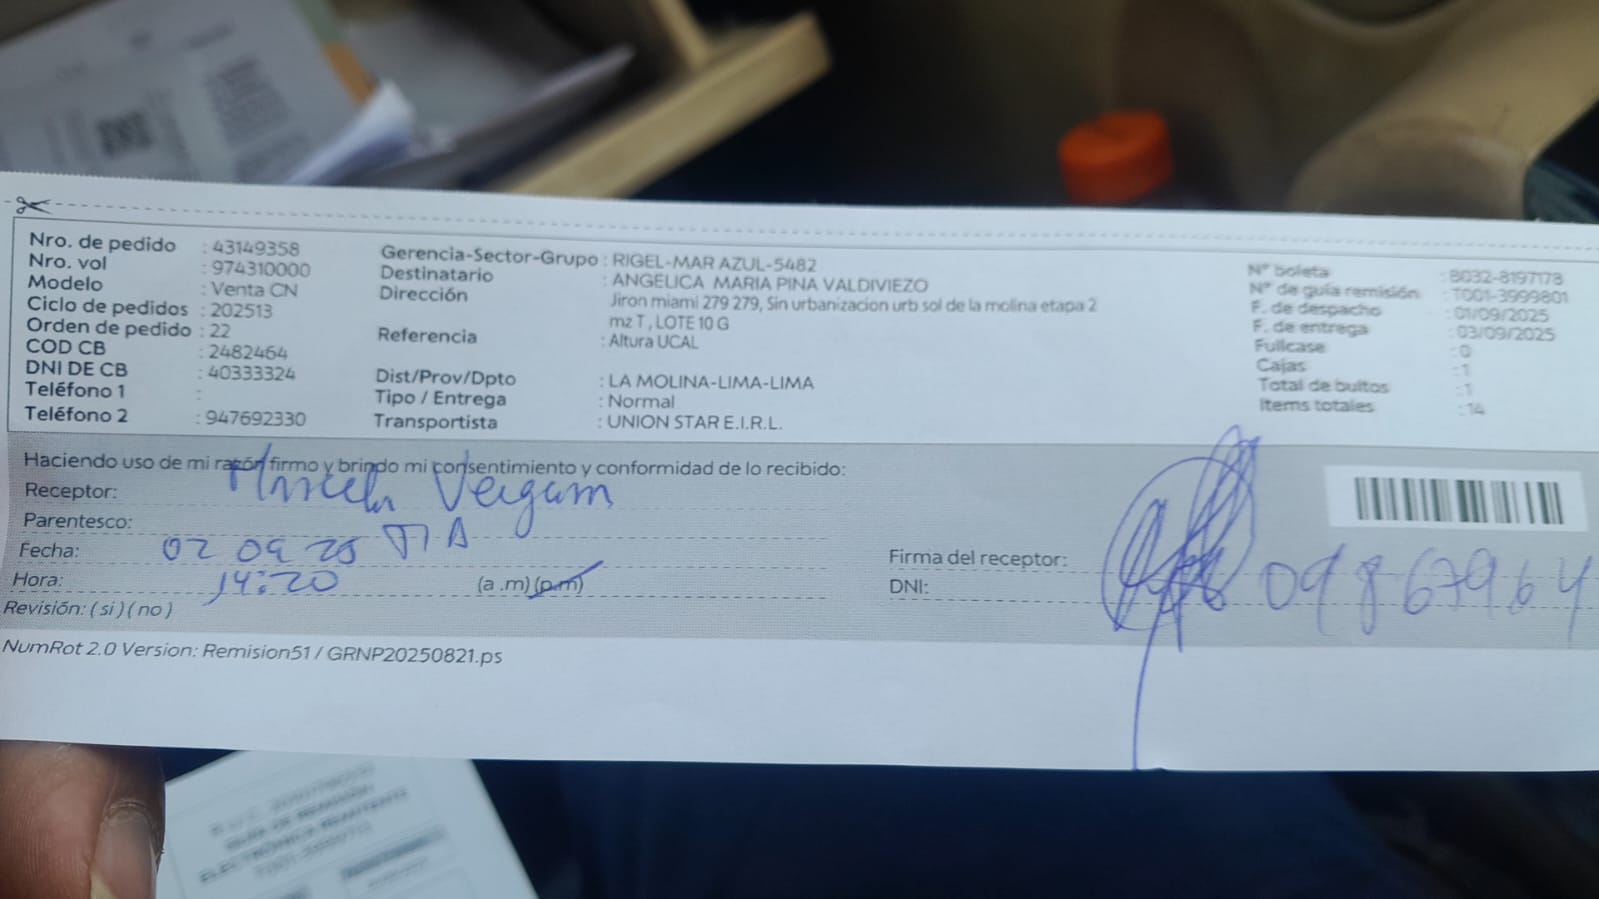 Nro. de pedido : 43149358
Nro. vol : 974310000
Modelo : Venta CN
Ciclo de pedidos : 202513
Orden de pedido : 22
COD CB : 2482464
DNI DE CB : 40333324
Teléfono 1 :
Teléfono 2 : 947692330
Gerencia-Sector-Grupo : RIGEL-MAR AZUL-5482
Destinatario : ANGELICA MARIA PINA VALDIVIEZO
Dirección : Jiron miami 279 279, Sin urbanizacion urb sol de la molina etapa 2
mz T , LOTE 10 G
Referencia : Altura UCAL
Dist/Prov/Dpto : LA MOLINA-LIMA-LIMA
Tipo / Entrega : Normal
Transportista : UNION STAR E.I.R.L.
N° boleta : B032-8197178
N° de guía remisión : T001-3999801
F. de despacho : 01/09/2025
F. de entrega : 03/09/2025
Fullcase : 0
Cajas : 1
Total de bultos : 1
Items totales : 14
Haciendo uso de mi razón firmo y brindo mi consentimiento y conformidad de lo recibido:
Receptor:
Parentesco: TIA
Fecha: 02 09 25
Hora: 14:20 (a .m) (p.m)
Revisión: ( si ) ( no )
Firma del receptor:
DNI: 09867964
NumRot 2.0 Version: Remision51 / GRNP20250821.ps
GUÍA DE REMISIÓN